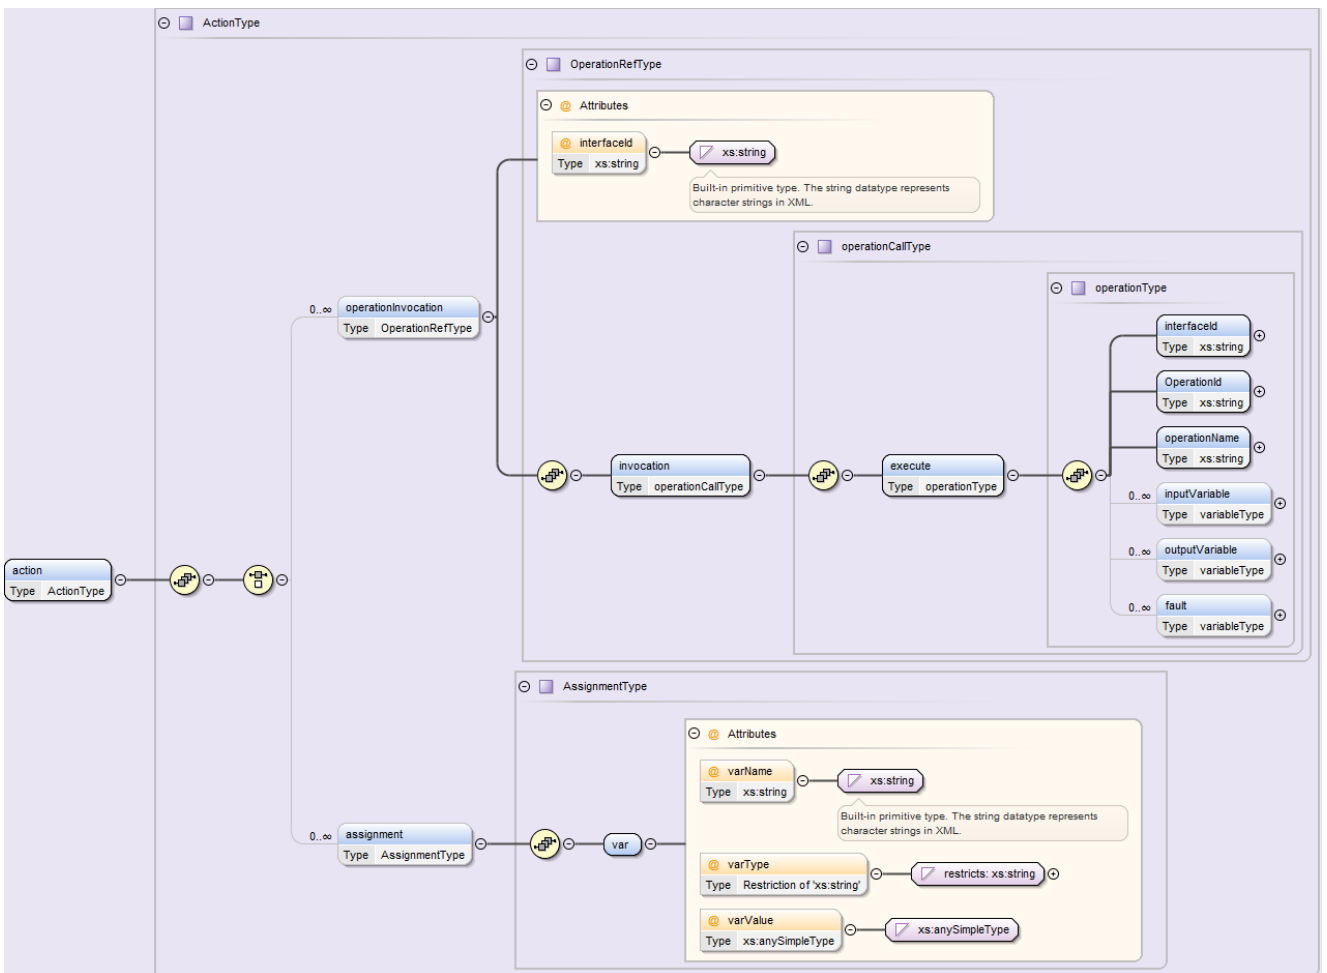 ActionType
OperationRefType
@ Attributes
@ interfaceId
Type xs:string
xs:string
Built-in primitive type. The string datatype represents
character strings in XML.
operationCallType
operationType
interfaceId
Type xs:string
OperationId
Type xs:string
operationName
Type xs:string
0..∞ inputVariable
Type variableType
0..∞ outputVariable
Type variableType
0..∞ fault
Type variableType
0..∞ operationInvocation
Type OperationRefType
invocation
Type operationCallType
execute
Type operationType
action
Type ActionType
AssignmentType
@ Attributes
@ varName
Type xs:string
xs:string
Built-in primitive type. The string datatype represents
character strings in XML.
0..∞ assignment
Type AssignmentType
var
@ varType
Type Restriction of 'xs:string'
restricts: xs:string
@ varValue
Type xs:anySimpleType
xs:anySimpleType